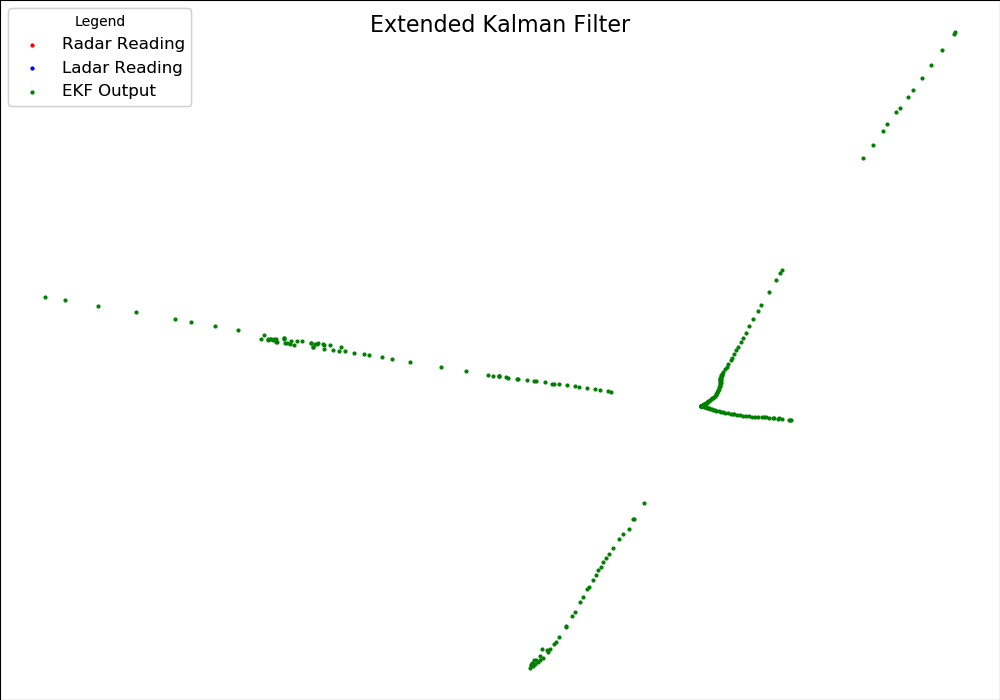 Extended Kalman Filter
Legend
Radar Reading
Ladar Reading
EKF Output